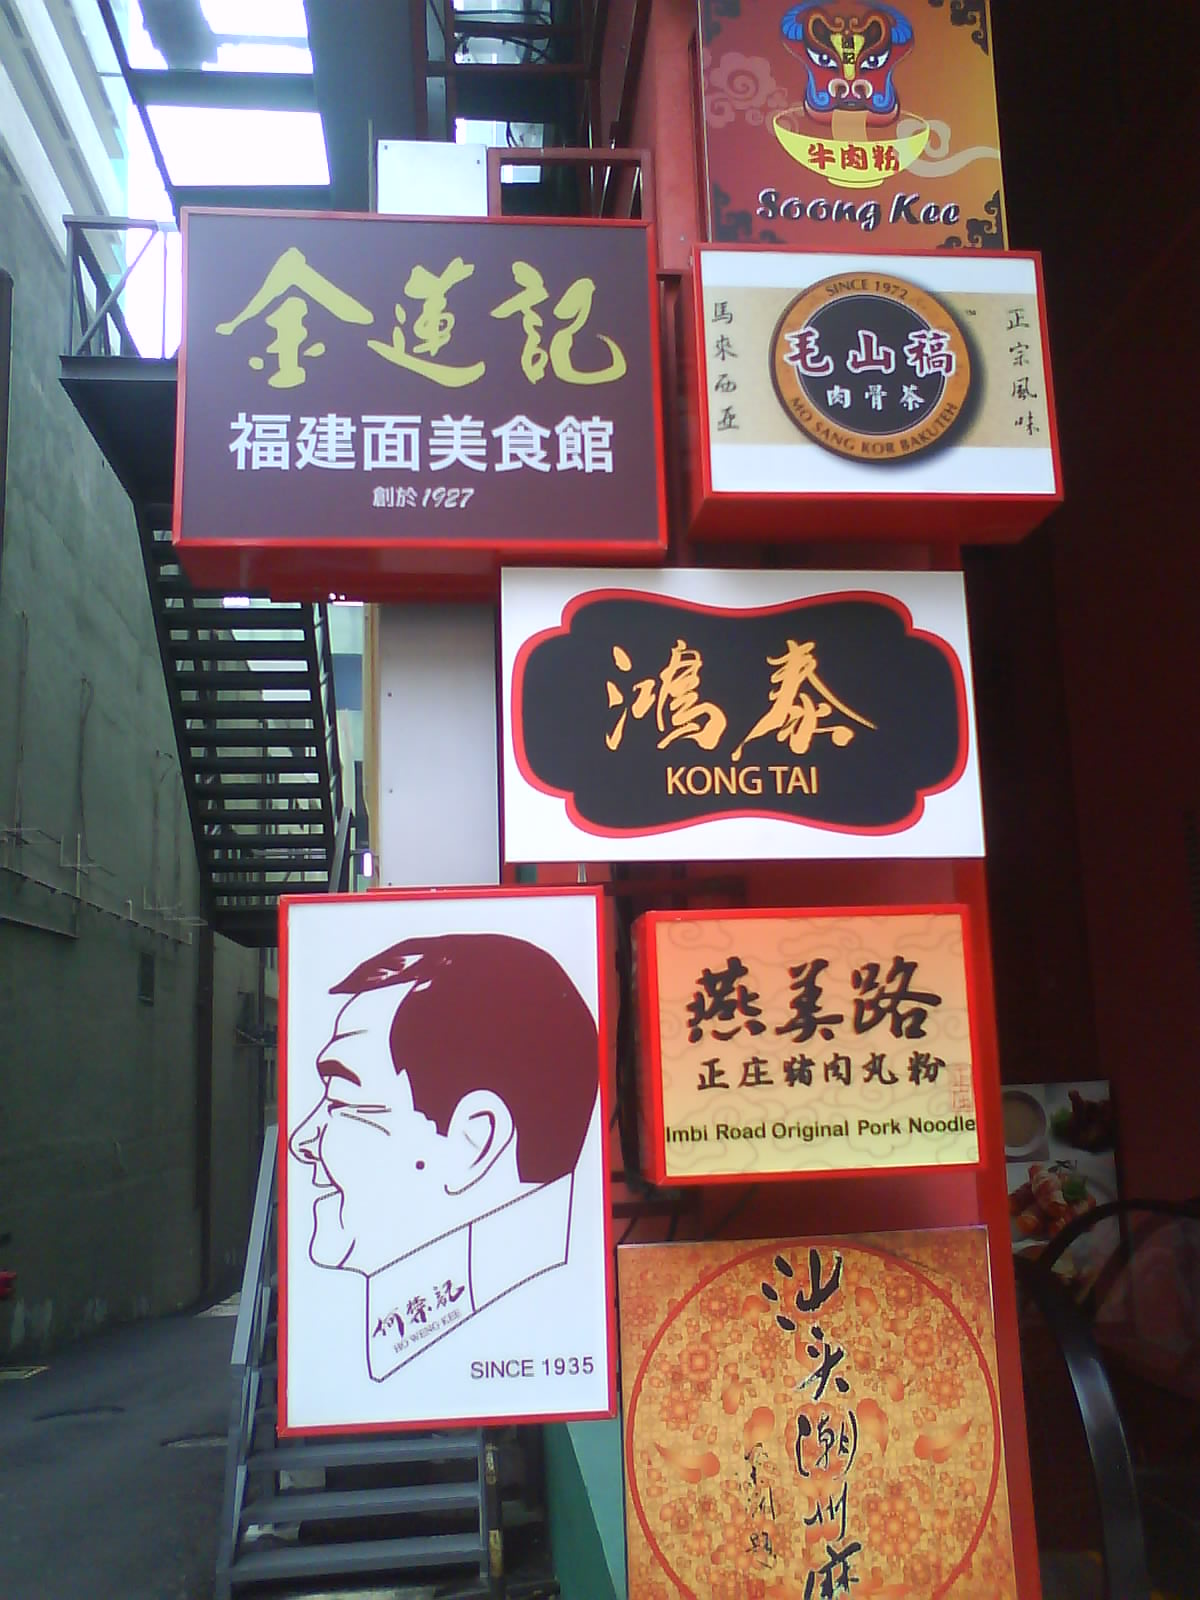 牛肉粉
Soong Kee
金蓮記
福建面美食館
創於1927
SINCE 1972
馬來西亞
毛山稿
肉骨茶
正宗風味
MO SANG KOR BAKUTEH
鴻泰
KONG TAI
何榮記
HO WENG KEE
SINCE 1935
燕美路
正庄豬肉丸粉
Imbi Road Original Pork Noodle
汕头潮州麻